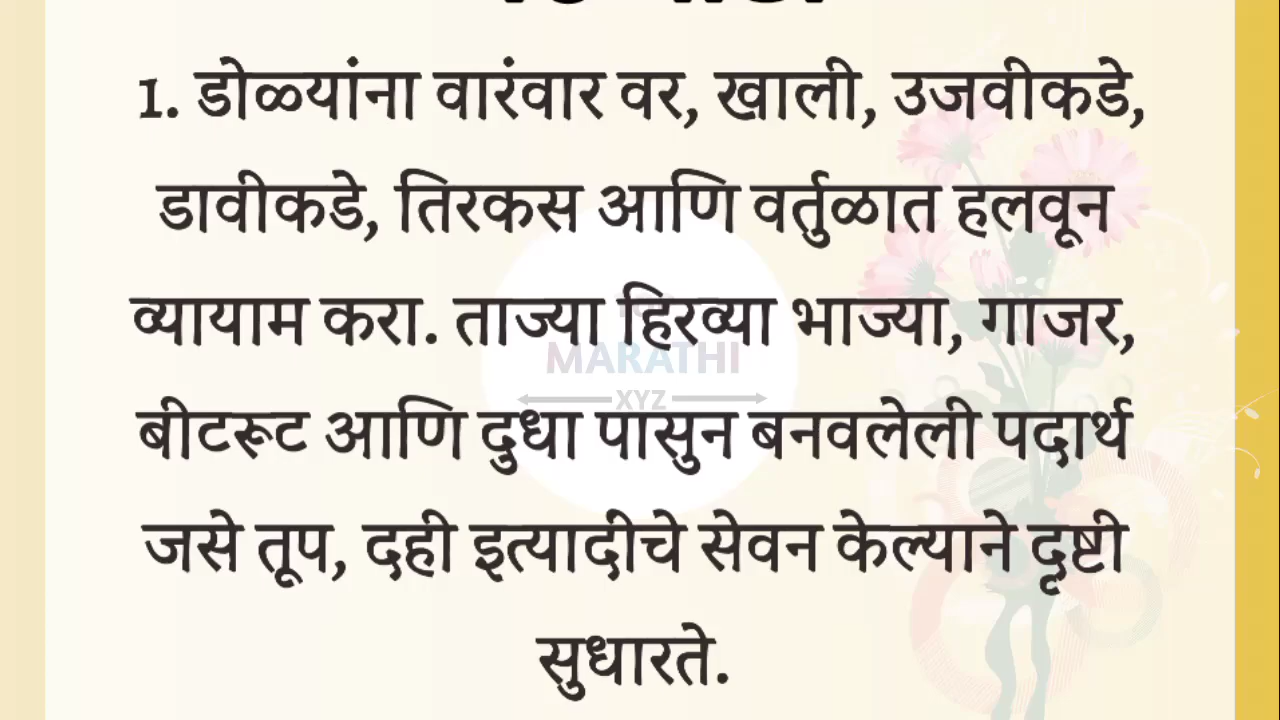 1. डोळ्यांना वारंवार वर, खाली, उजवीकडे,
डावीकडे, तिरकस आणि वर्तुळात हलवून
व्यायाम करा. ताज्या हिरव्या भाज्या, गाजर,
MARATHI
XYZ
बीटरूट आणि दुधा पासुन बनवलेली पदार्थ
जसे तूप, दही इत्यादीचे सेवन केल्याने दृष्टी
सुधारते.